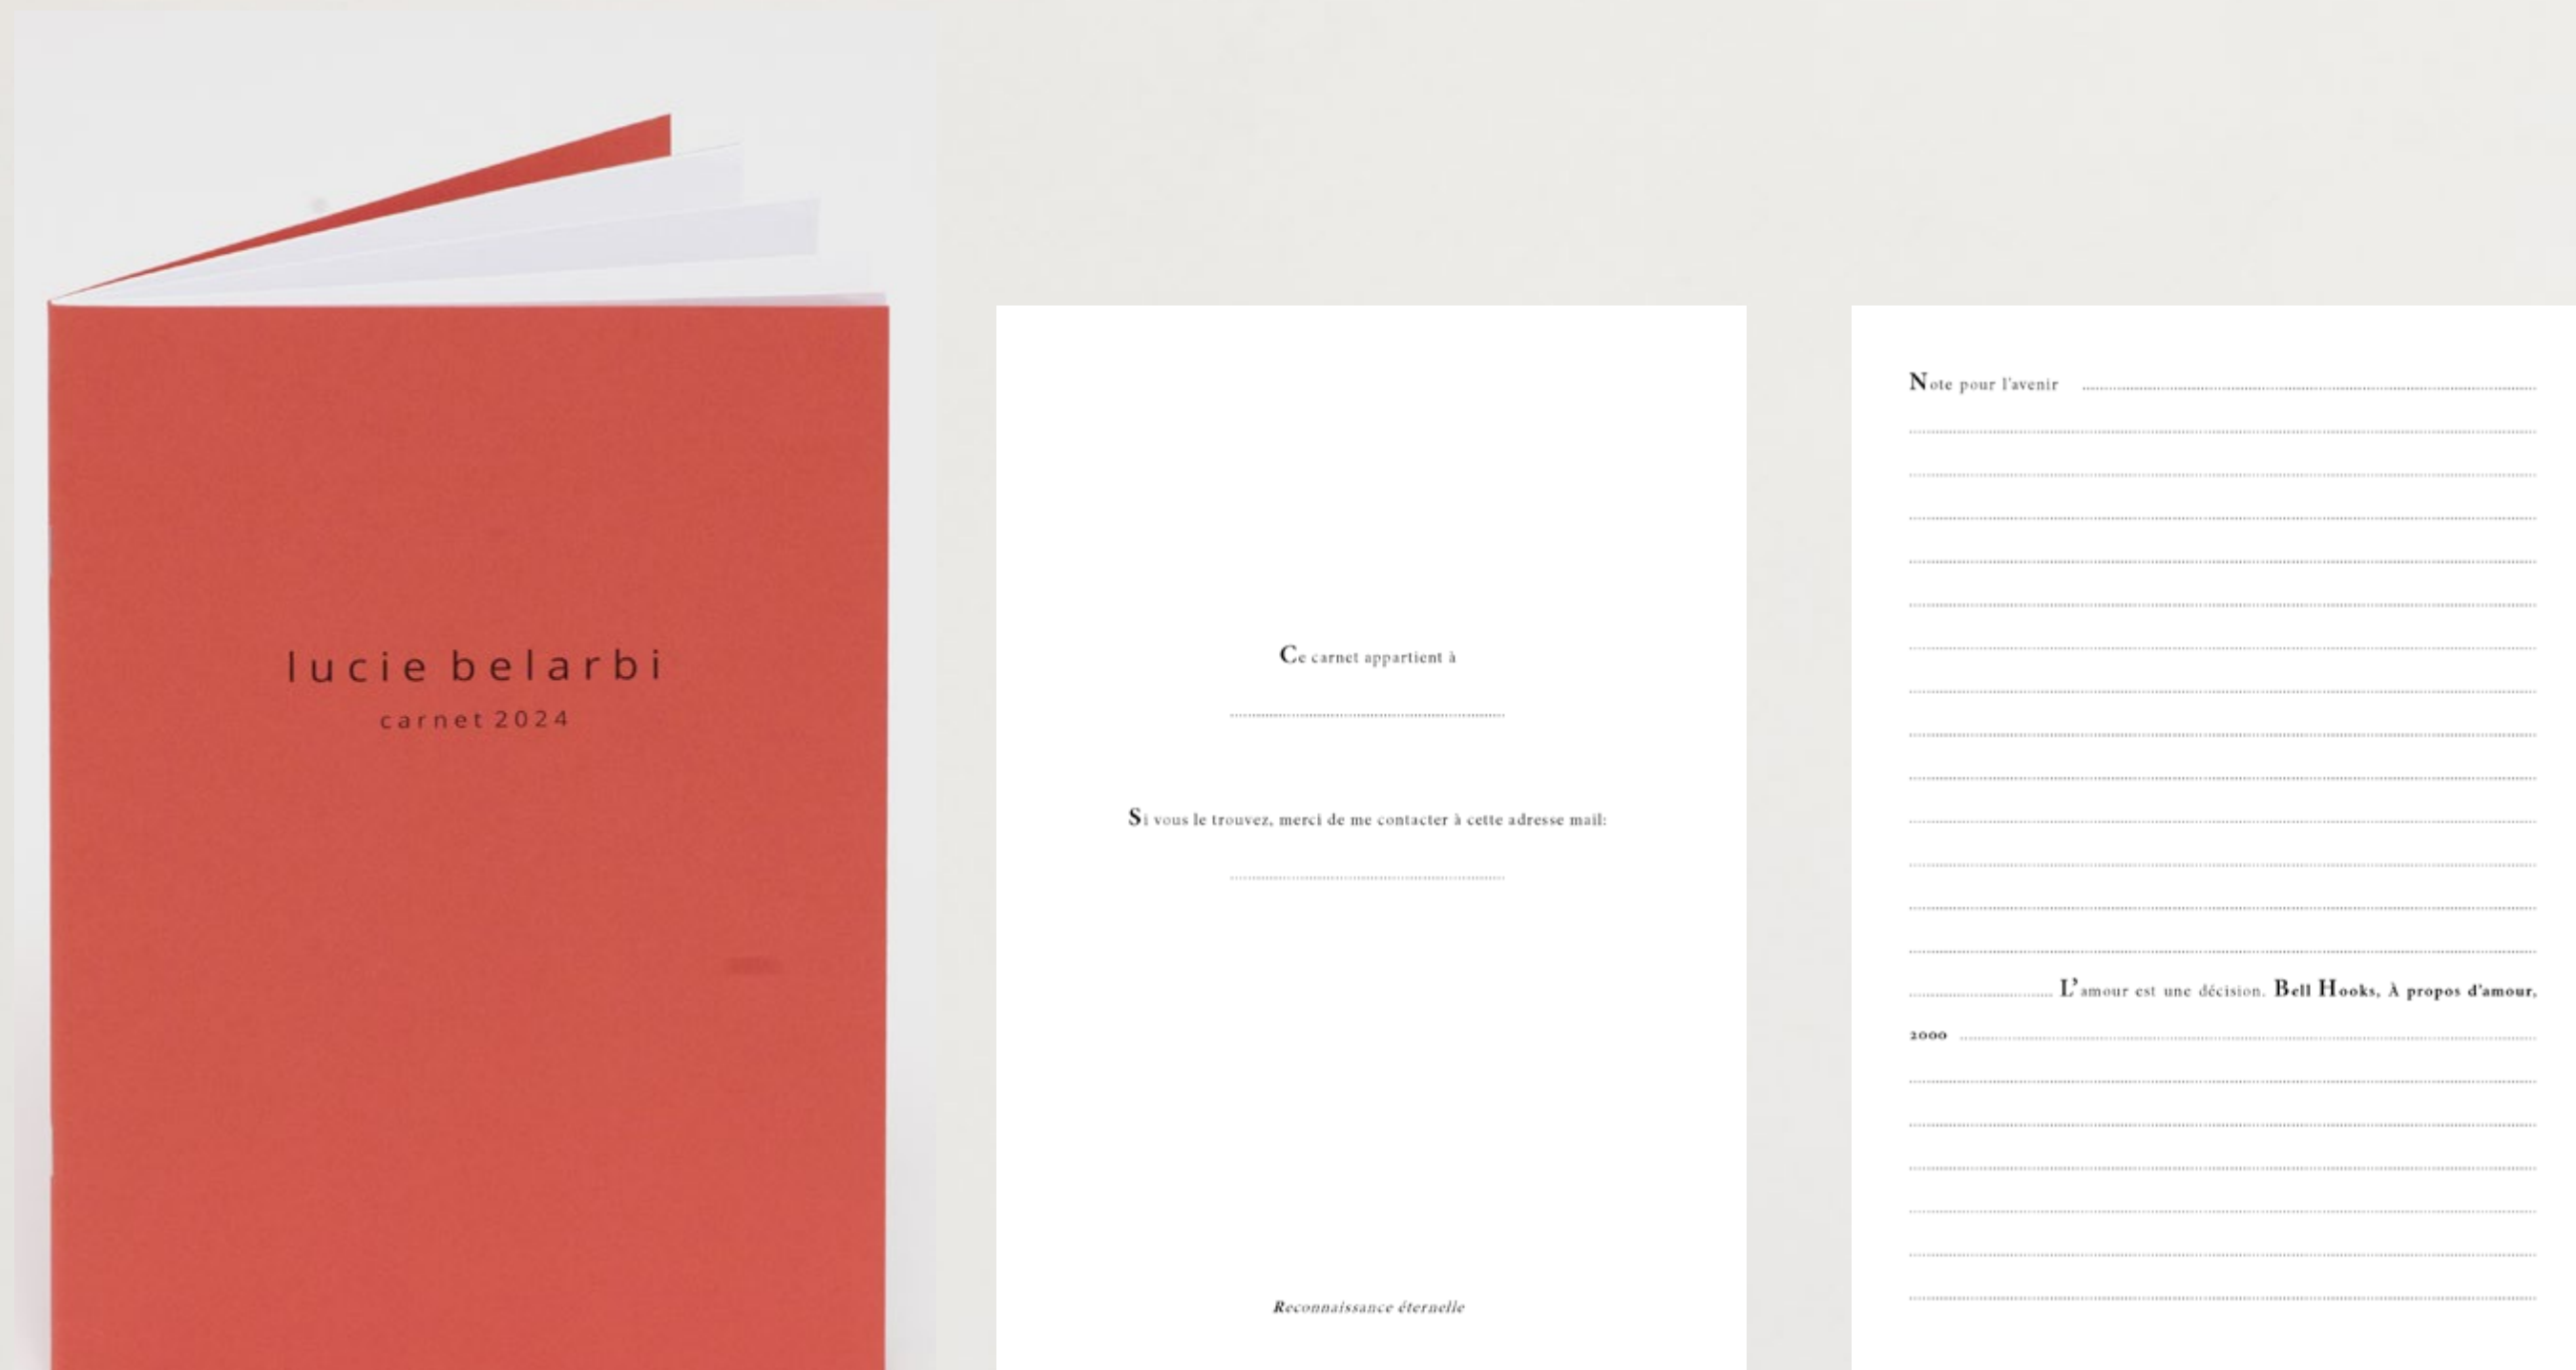 lucie belarbi
carnet 2024
Ce carnet appartient à
Si vous le trouvez, merci de me contacter à cette adresse mail:
Reconnaissance éternelle
Note pour l'avenir
L'amour est une décision. Bell Hooks, À propos d'amour,
2000